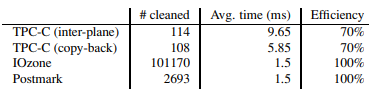 # cleaned Avg. time (ms) Efficiency
TPC-C (inter-plane) 114 9.65 70%
TPC-C (copy-back) 108 5.85 70%
IOzone 101170 1.5 100%
Postmark 2693 1.5 100%